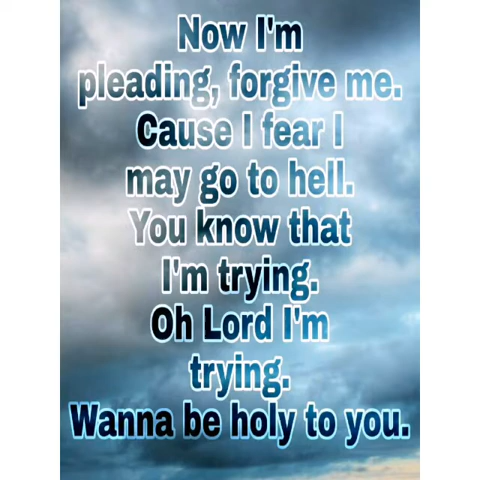 Now I'm
pleading, forgive me.
Cause I fear I
may go to hell.
You know that
I'm trying.
Oh Lord I'm
trying.
Wanna be holy to you.